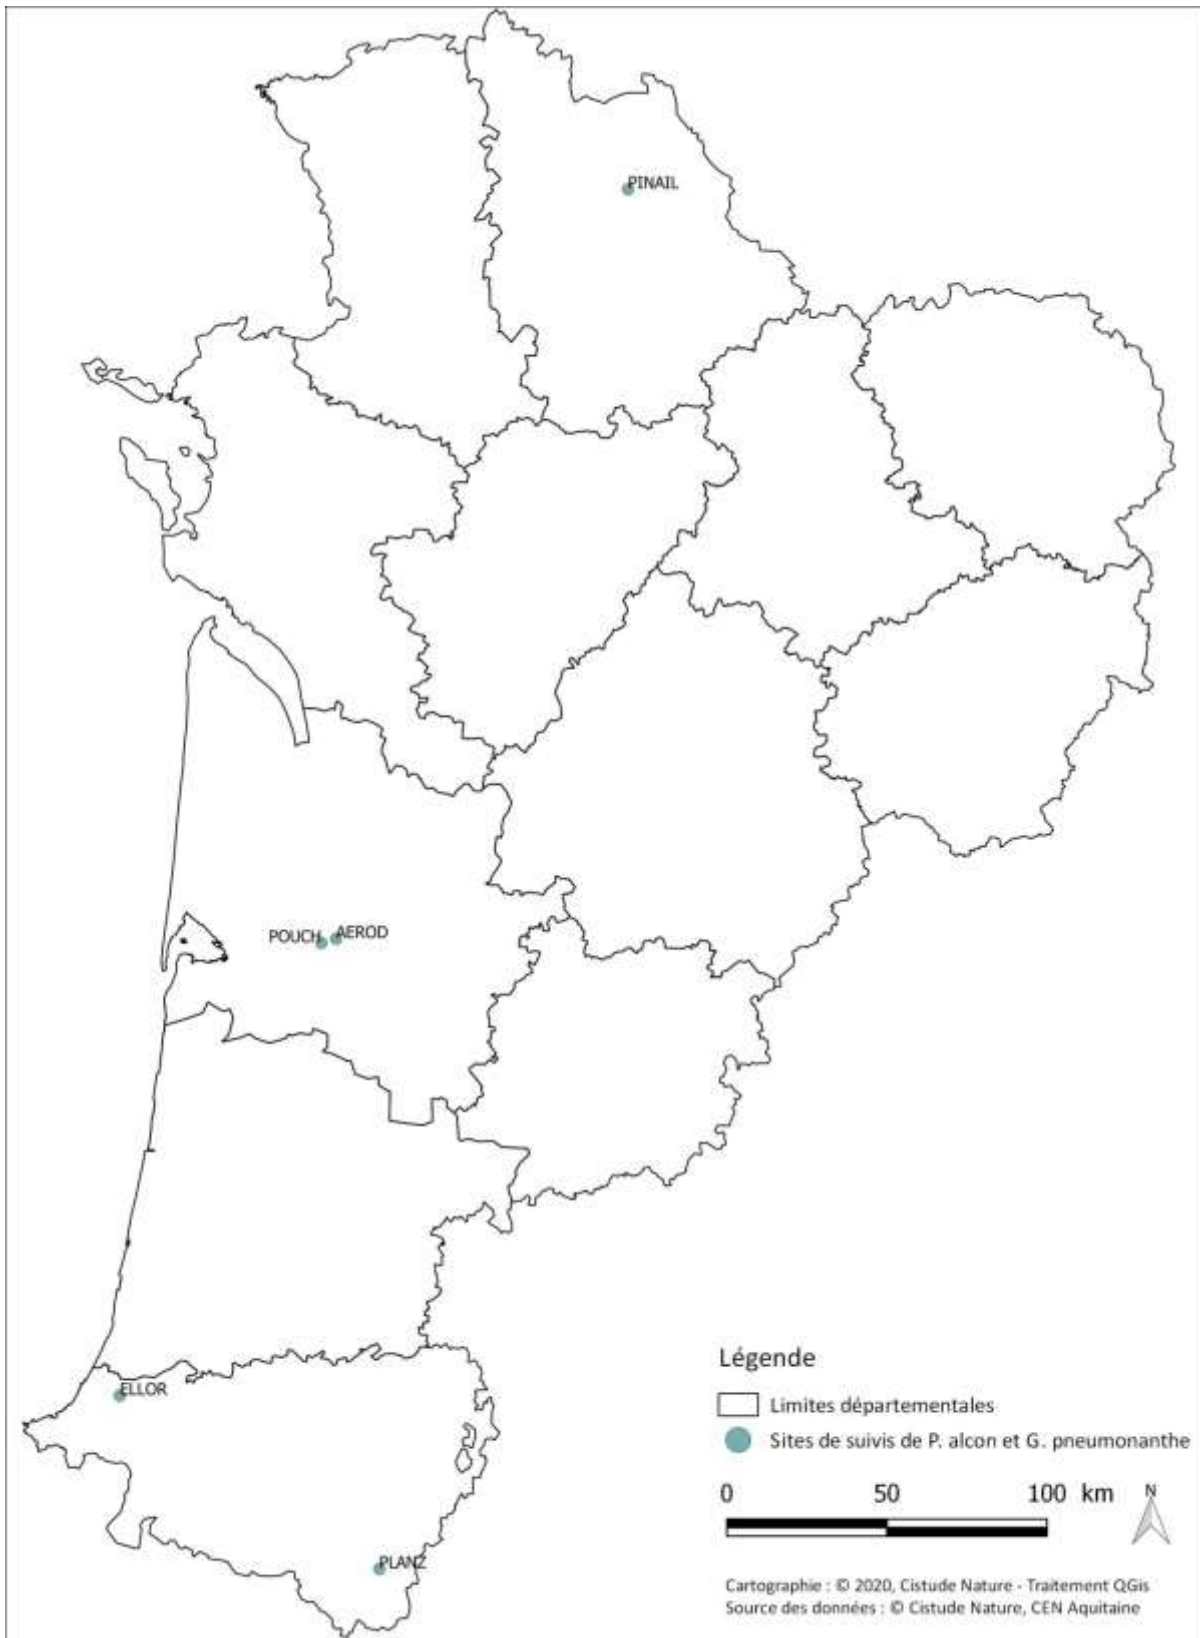 PINAIL
POUCH AEROD
ELLOR
PLANZ
Légende
Limites départementales
Sites de suivis de P. alcon et G. pneumonanthe
0 50 100 km
N
Cartographie : © 2020, Cistude Nature - Traitement QGis
Source des données : © Cistude Nature, CEN Aquitaine